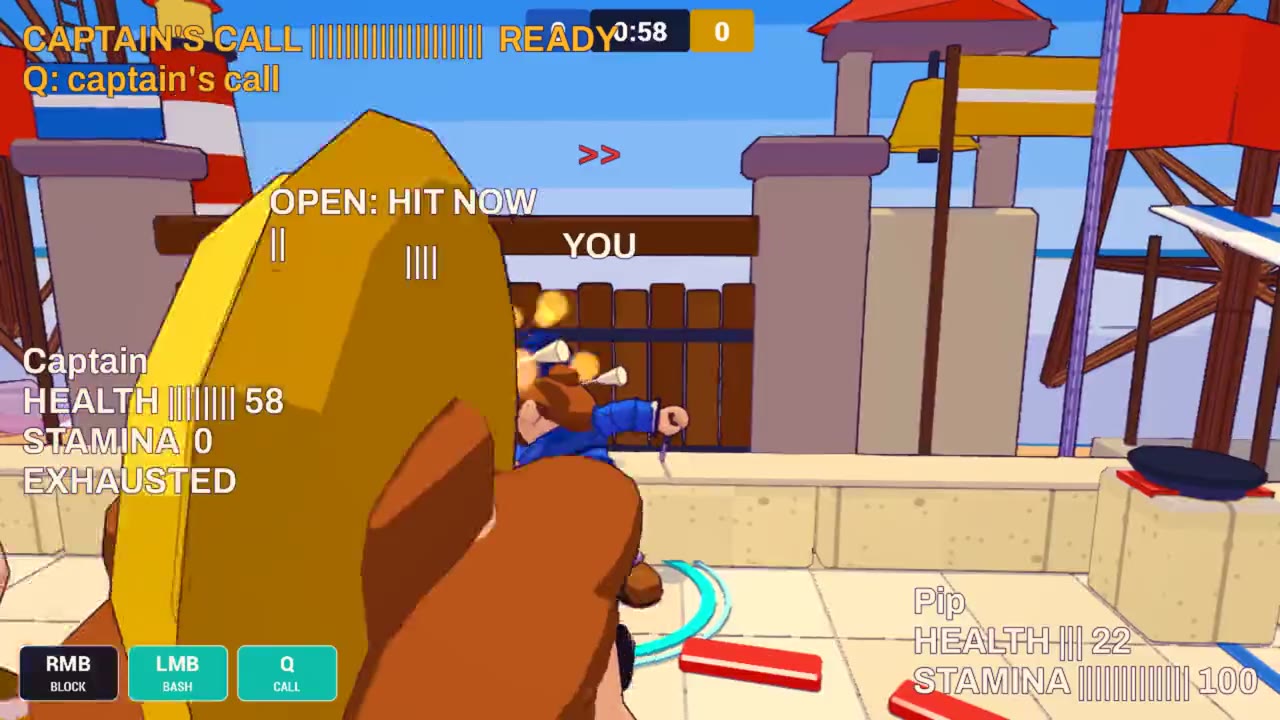 CAPTAIN'S CALL |||||||||||||||||||| READY
0:58
0
Q: captain's call
>>
OPEN: HIT NOW
||
||||
YOU
Captain
HEALTH |||||||| 58
STAMINA 0
EXHAUSTED
Pip
HEALTH ||| 22
STAMINA ||||||||||||| 100
RMB
BLOCK
LMB
BASH
Q
CALL